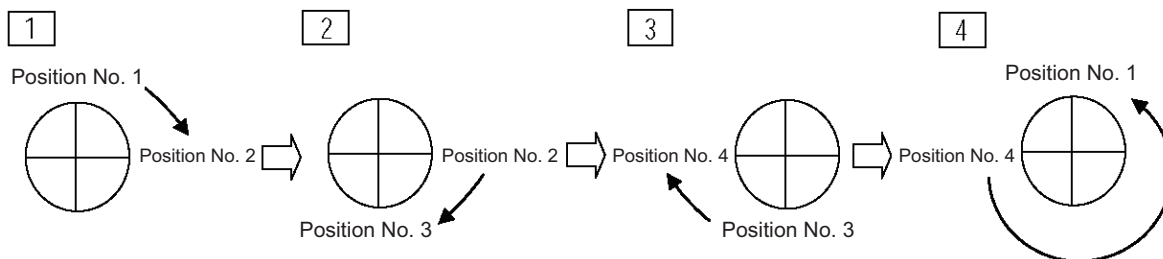 1
2
3
4
Position No. 1
Position No. 2
Position No. 2
Position No. 3
Position No. 4
Position No. 3
Position No. 1
Position No. 4